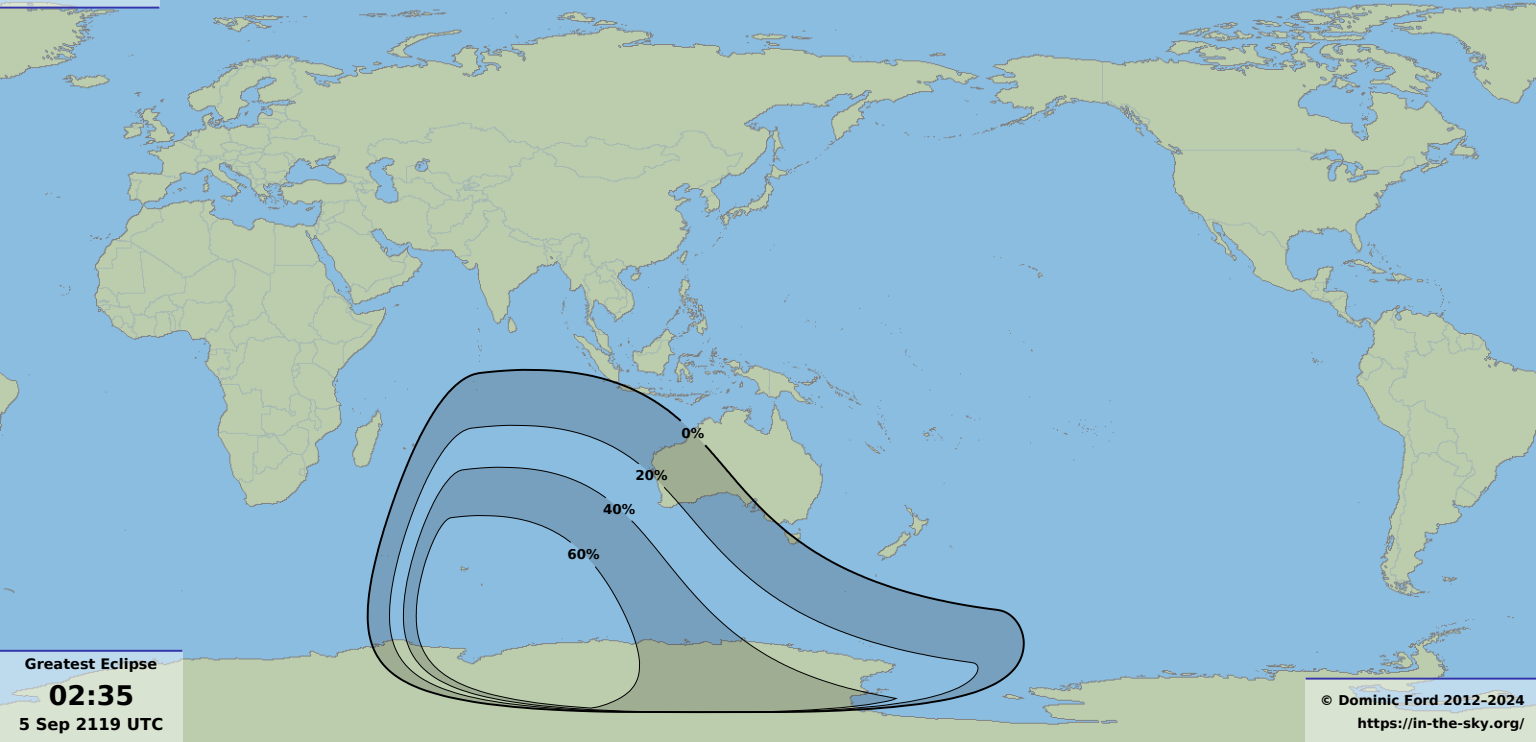 0%
20%
40%
60%
Greatest Eclipse
02:35
5 Sep 2119 UTC
© Dominic Ford 2012–2024
https://in-the-sky.org/